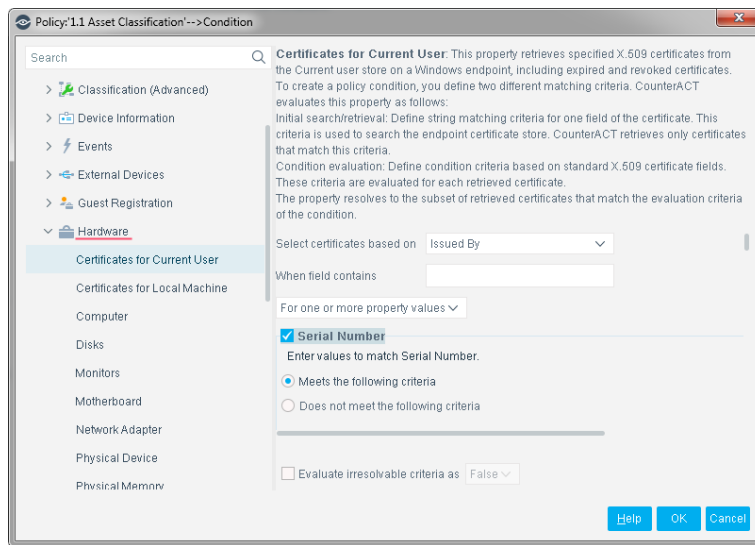 Policy:'1.1 Asset Classification'-->Condition
Search
Classification (Advanced)
Device Information
Events
External Devices
Guest Registration
Hardware
Certificates for Current User
Certificates for Local Machine
Computer
Disks
Monitors
Motherboard
Network Adapter
Physical Device
Physical Memory
Certificates for Current User: This property retrieves specified X.509 certificates from
the Current user store on a Windows endpoint, including expired and revoked certificates.
To create a policy condition, you define two different matching criteria. CounterACT
evaluates this property as follows:
Initial search/retrieval: Define string matching criteria for one field of the certificate. This
criteria is used to search the endpoint certificate store. CounterACT retrieves only certificates
that match this criteria.
Condition evaluation: Define condition criteria based on standard X.509 certificate fields.
These criteria are evaluated for each retrieved certificate.
The property resolves to the subset of retrieved certificates that match the evaluation criteria
of the condition.
Select certificates based on Issued By
When field contains
For one or more property values
Serial Number
Enter values to match Serial Number.
Meets the following criteria
Does not meet the following criteria
Evaluate irresolvable criteria as False
Help OK Cancel